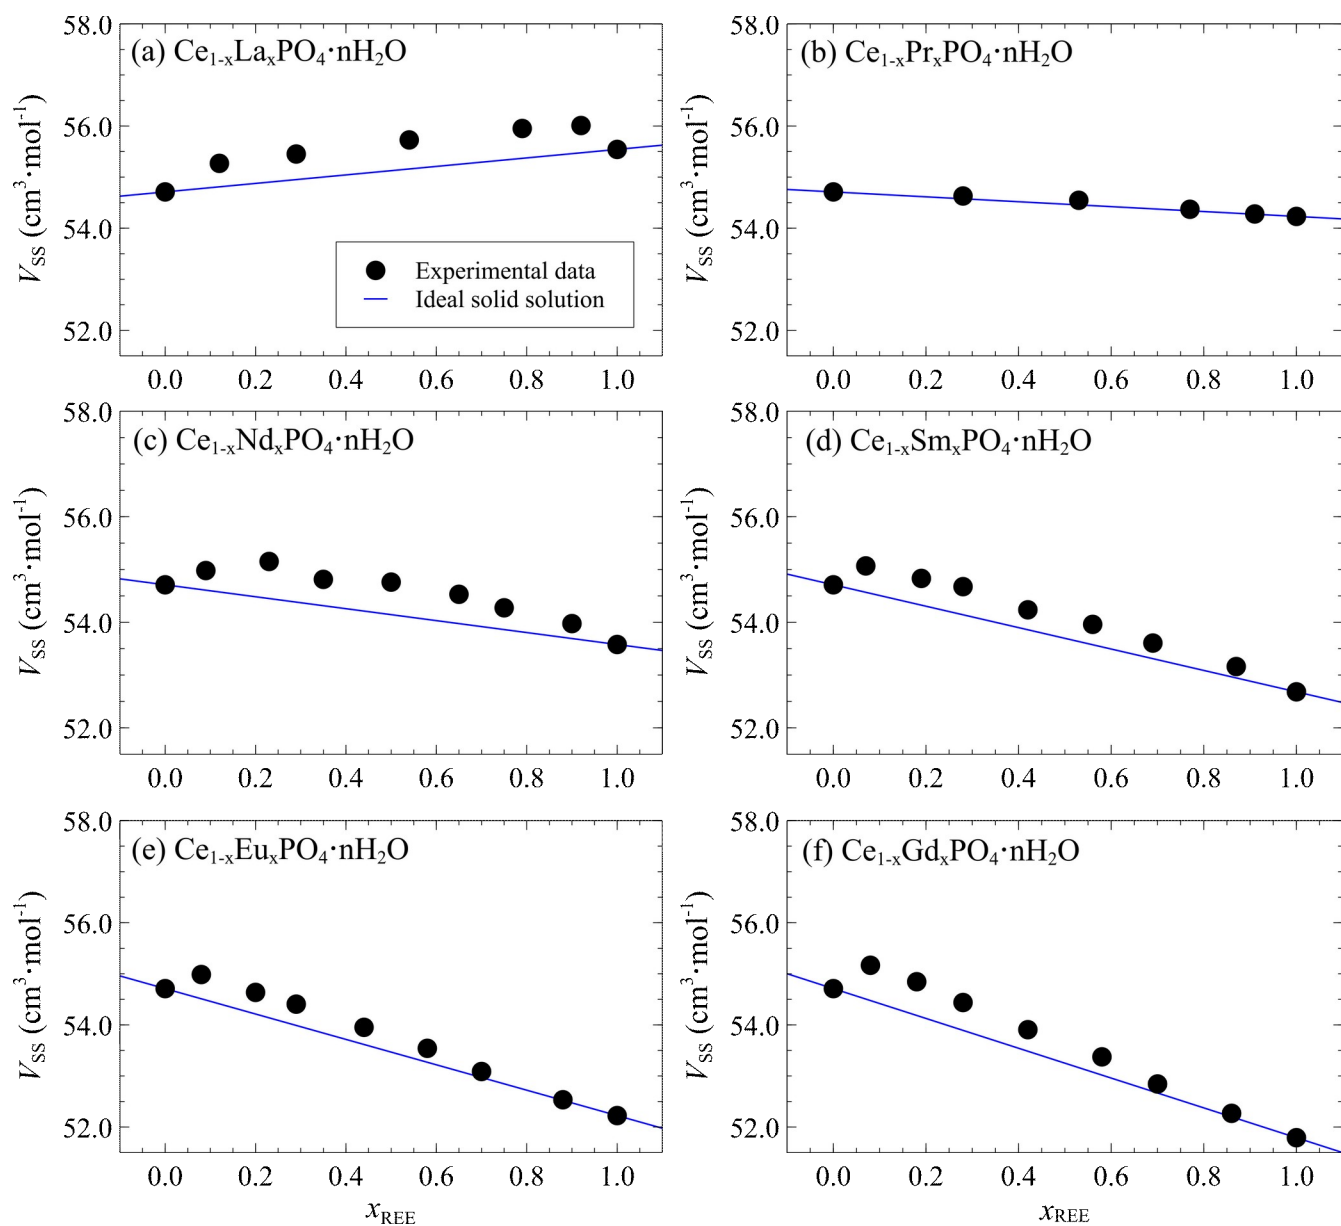 (a) Ce₁₋ₓLaₓPO₄·nH₂O
58.0
56.0
54.0
52.0
V_SS (cm³·mol⁻¹)
Experimental data
Ideal solid solution
0.0 0.2 0.4 0.6 0.8 1.0
(b) Ce₁₋ₓPrₓPO₄·nH₂O
58.0
56.0
54.0
52.0
V_SS (cm³·mol⁻¹)
0.0 0.2 0.4 0.6 0.8 1.0
(c) Ce₁₋ₓNdₓPO₄·nH₂O
58.0
56.0
54.0
52.0
V_SS (cm³·mol⁻¹)
0.0 0.2 0.4 0.6 0.8 1.0
(d) Ce₁₋ₓSmₓPO₄·nH₂O
58.0
56.0
54.0
52.0
V_SS (cm³·mol⁻¹)
0.0 0.2 0.4 0.6 0.8 1.0
(e) Ce₁₋ₓEuₓPO₄·nH₂O
58.0
56.0
54.0
52.0
V_SS (cm³·mol⁻¹)
0.0 0.2 0.4 0.6 0.8 1.0
x_REE
(f) Ce₁₋ₓGdₓPO₄·nH₂O
58.0
56.0
54.0
52.0
V_SS (cm³·mol⁻¹)
0.0 0.2 0.4 0.6 0.8 1.0
x_REE